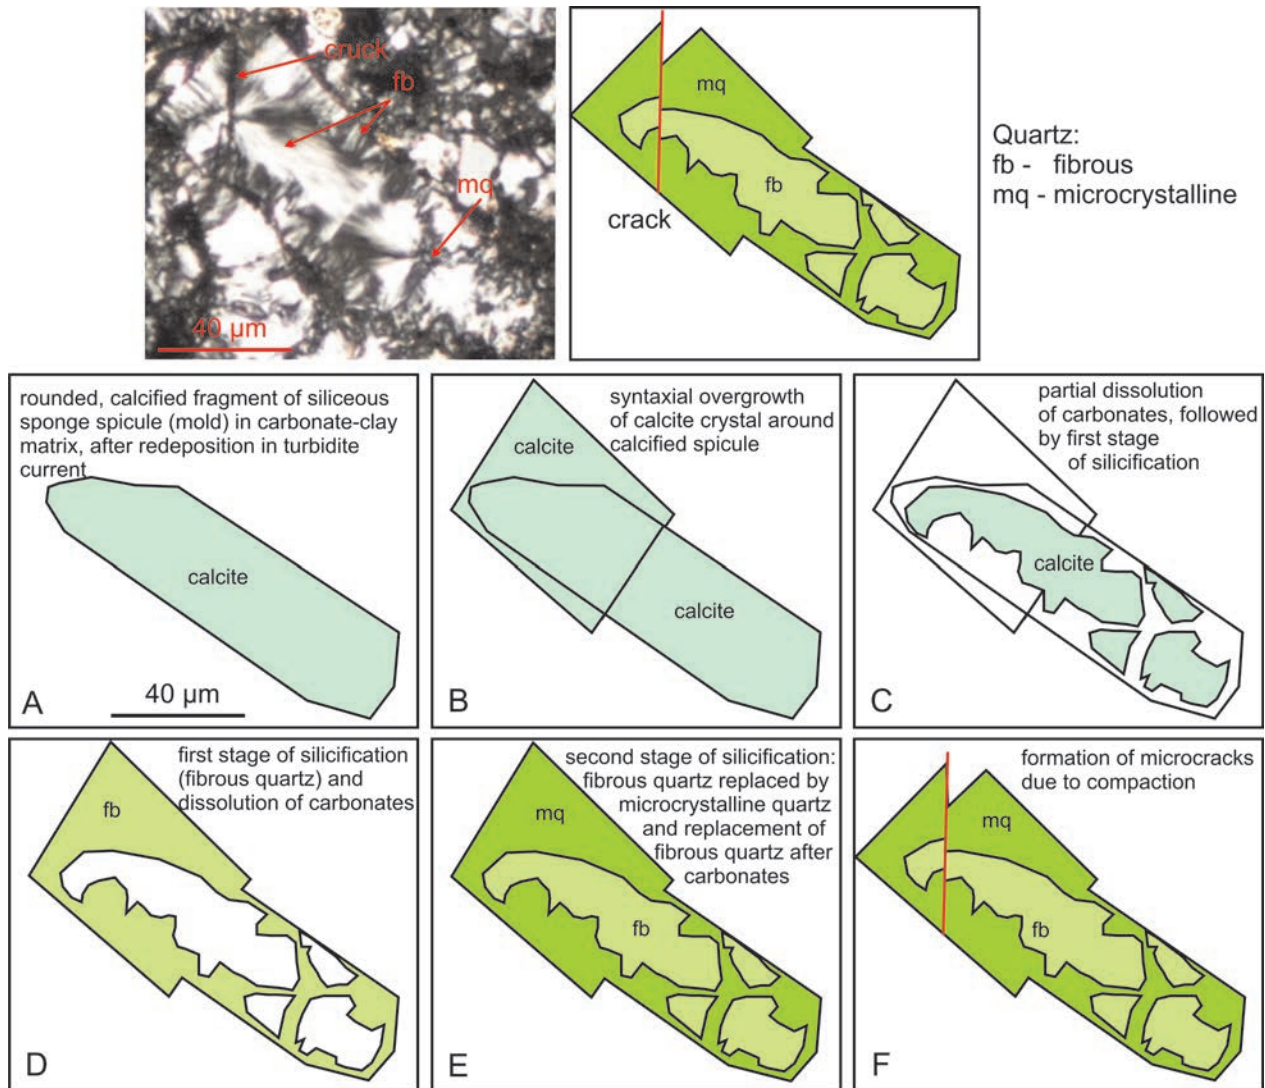 cruck
fb
mq
40 µm
mq
fb
crack
Quartz:
fb - fibrous
mq - microcrystalline
rounded, calcified fragment of siliceous
sponge spicule (mold) in carbonate-clay
matrix, after redeposition in turbidite
current
calcite
A
40 µm
syntaxial overgrowth
of calcite crystal around
calcified spicule
calcite
calcite
B
partial dissolution
of carbonates, followed
by first stage
of silicification
calcite
C
first stage of silicification
(fibrous quartz) and
dissolution of carbonates
fb
D
second stage of silicification:
fibrous quartz replaced by
microcrystalline quartz
and replacement of
fibrous quartz after
carbonates
mq
fb
E
formation of microcracks
due to compaction
mq
fb
F